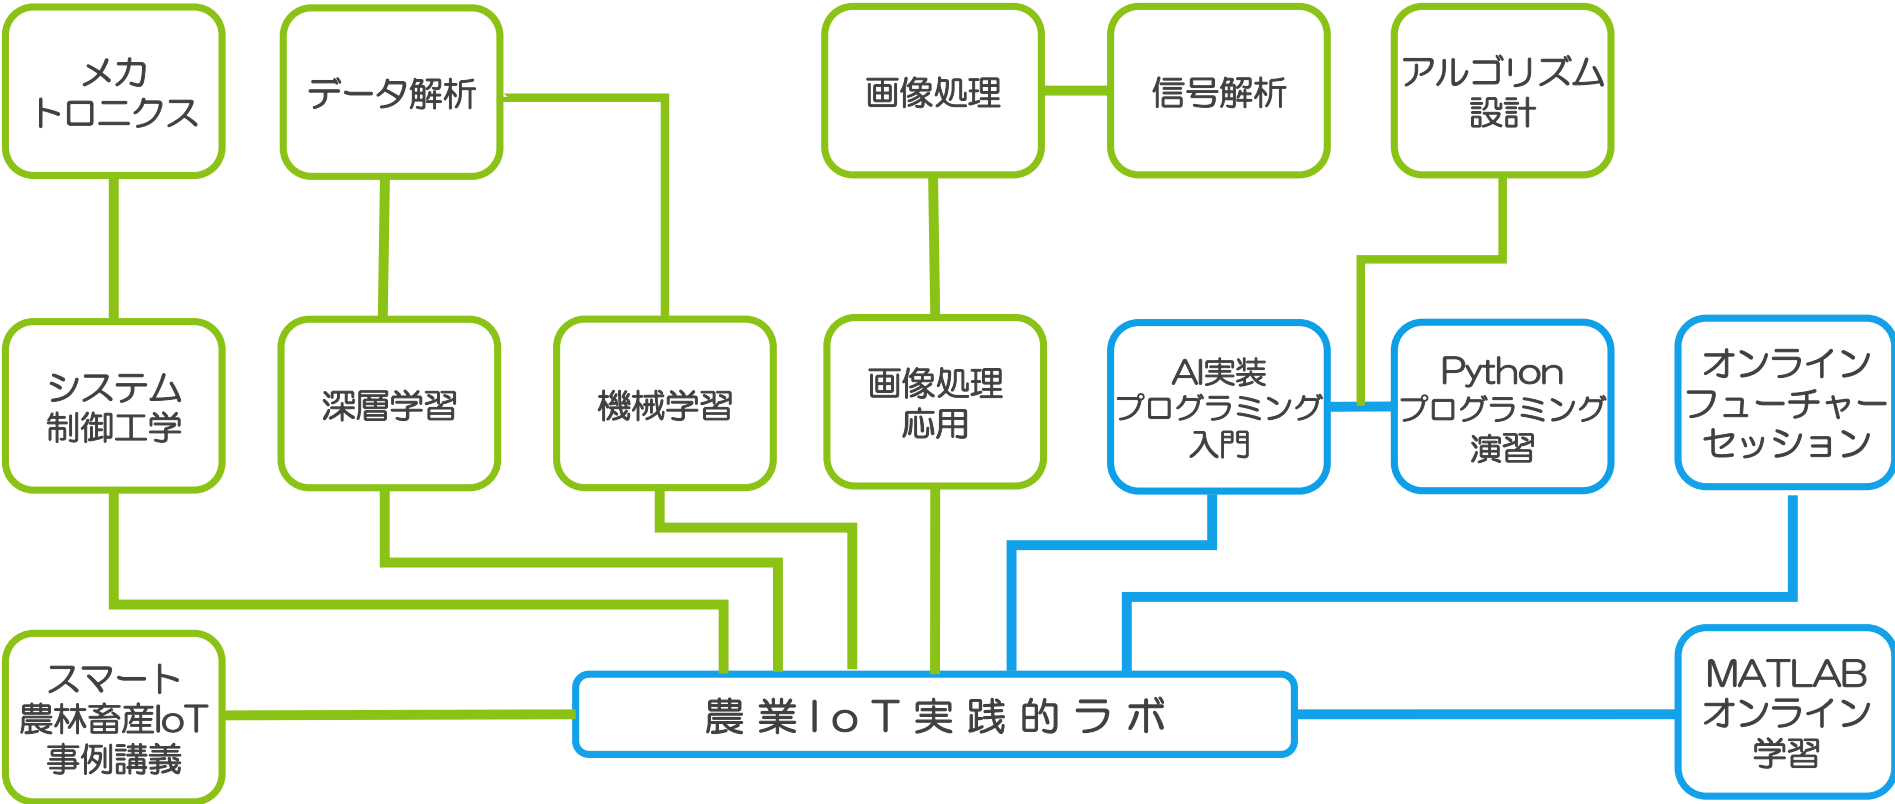 メカ
トロニクス
データ解析
画像処理
信号解析
アルゴリズム
設計
システム
制御工学
深層学習
機械学習
画像処理
応用
AI実装
プログラミング
入門
Python
プログラミング
演習
オンライン
フューチャー
セッション
スマート
農林畜産IoT
事例講義
農業IoT実践的ラボ
MATLAB
オンライン
学習